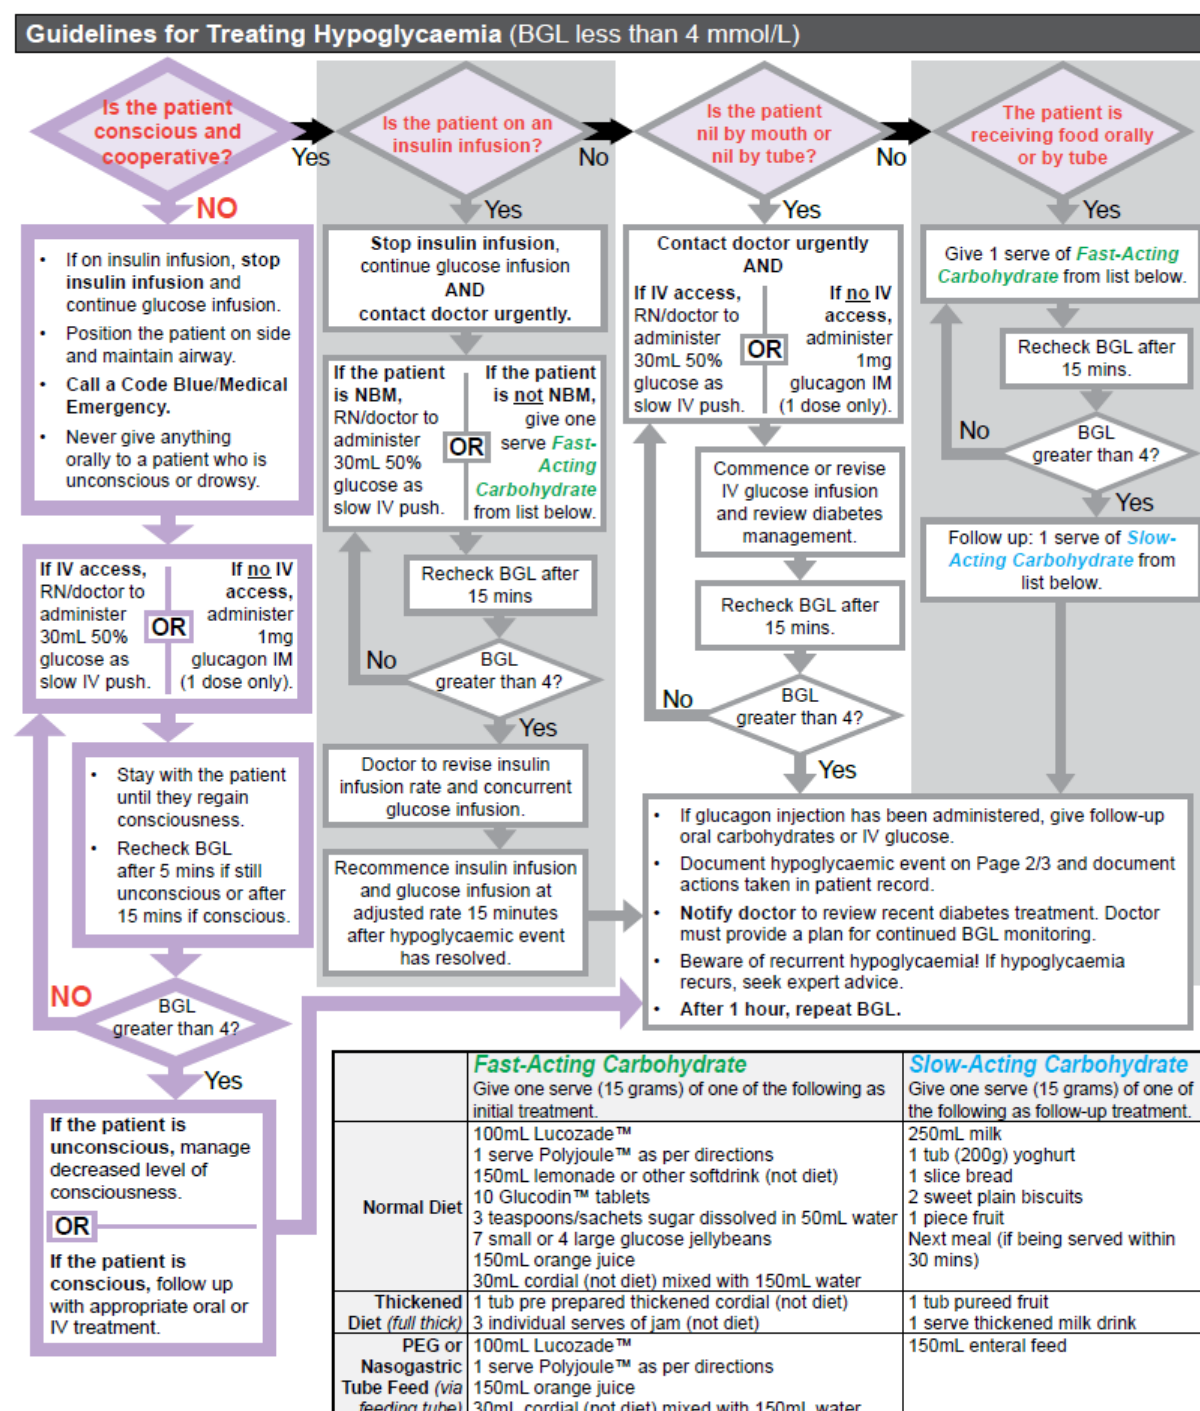 Guidelines for Treating Hypoglycaemia (BGL less than 4 mmol/L)
Is the patient
conscious and
cooperative?
Yes
NO
• If on insulin infusion, stop
insulin infusion and
continue glucose infusion.
• Position the patient on side
and maintain airway.
• Call a Code Blue/Medical
Emergency.
• Never give anything
orally to a patient who is
unconscious or drowsy.
If IV access,
RN/doctor to
administer
30mL 50%
glucose as
slow IV push.
OR
If no IV
access,
administer
1mg
glucagon IM
(1 dose only).
• Stay with the patient
until they regain
consciousness.
• Recheck BGL
after 5 mins if still
unconscious or after
15 mins if conscious.
NO
BGL
greater than 4?
Yes
If the patient is
unconscious, manage
decreased level of
consciousness.
OR
If the patient is
conscious, follow up
with appropriate oral or
IV treatment.
Is the patient on an
insulin infusion?
No
Yes
Stop insulin infusion,
continue glucose infusion
AND
contact doctor urgently.
If the patient
is NBM,
RN/doctor to
administer
30mL 50%
glucose as
slow IV push.
OR
If the patient
is not NBM,
give one
serve Fast-
Acting
Carbohydrate
from list below.
Recheck BGL after
15 mins
No
BGL
greater than 4?
Yes
Doctor to revise insulin
infusion rate and concurrent
glucose infusion.
Recommence insulin infusion
and glucose infusion at
adjusted rate 15 minutes
after hypoglycaemic event
has resolved.
Is the patient
nil by mouth or
nil by tube?
No
Yes
Contact doctor urgently
AND
If IV access,
RN/doctor to
administer
30mL 50%
glucose as
slow IV push.
OR
If no IV
access,
administer
1mg
glucagon IM
(1 dose only).
Commence or revise
IV glucose infusion
and review diabetes
management.
Recheck BGL after
15 mins.
No
BGL
greater than 4?
Yes
The patient is
receiving food orally
or by tube
Yes
Give 1 serve of Fast-Acting
Carbohydrate from list below.
Recheck BGL after
15 mins.
No
BGL
greater than 4?
Yes
Follow up: 1 serve of Slow-
Acting Carbohydrate from
list below.
• If glucagon injection has been administered, give follow-up
oral carbohydrates or IV glucose.
• Document hypoglycaemic event on Page 2/3 and document
actions taken in patient record.
• Notify doctor to review recent diabetes treatment. Doctor
must provide a plan for continued BGL monitoring.
• Beware of recurrent hypoglycaemia! If hypoglycaemia
recurs, seek expert advice.
• After 1 hour, repeat BGL.
Fast-Acting Carbohydrate
Give one serve (15 grams) of one of the following as
initial treatment.
Slow-Acting Carbohydrate
Give one serve (15 grams) of one of
the following as follow-up treatment.
Normal Diet
100mL Lucozade™
1 serve Polyjoule™ as per directions
150mL lemonade or other softdrink (not diet)
10 Glucodin™ tablets
3 teaspoons/sachets sugar dissolved in 50mL water
7 small or 4 large glucose jellybeans
150mL orange juice
30mL cordial (not diet) mixed with 150mL water
250mL milk
1 tub (200g) yoghurt
1 slice bread
2 sweet plain biscuits
1 piece fruit
Next meal (if being served within
30 mins)
Thickened
Diet (full thick)
1 tub pre prepared thickened cordial (not diet)
3 individual serves of jam (not diet)
1 tub pureed fruit
1 serve thickened milk drink
PEG or
Nasogastric
Tube Feed (via
feeding tube)
100mL Lucozade™
1 serve Polyjoule™ as per directions
150mL orange juice
30mL cordial (not diet) mixed with 150mL water
150mL enteral feed